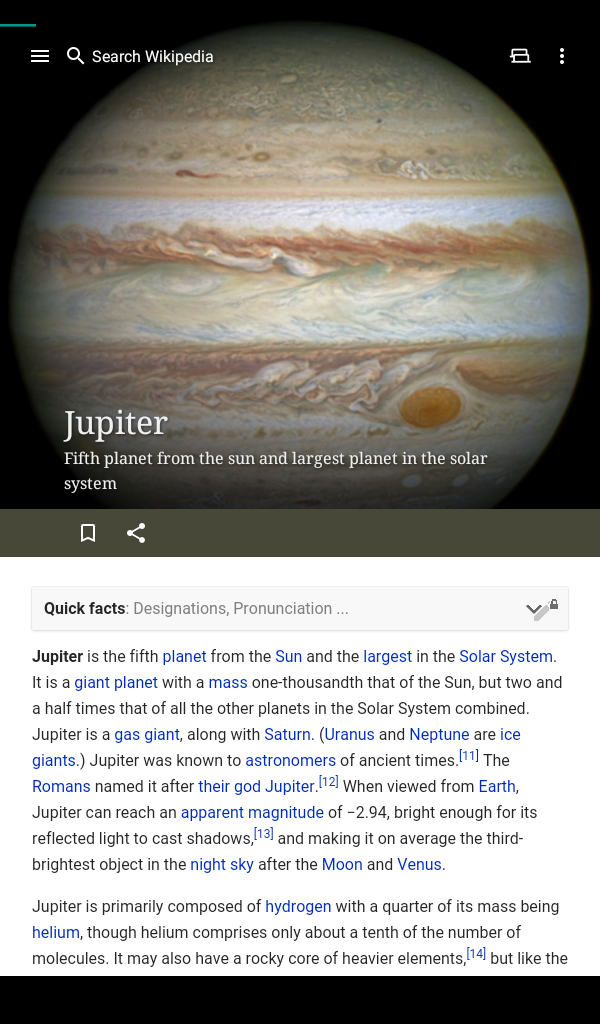 Search Wikipedia
Jupiter
Fifth planet from the sun and largest planet in the solar
system
Quick facts: Designations, Pronunciation ...
Jupiter is the fifth planet from the Sun and the largest in the Solar System.
It is a giant planet with a mass one-thousandth that of the Sun, but two and
a half times that of all the other planets in the Solar System combined.
Jupiter is a gas giant, along with Saturn. (Uranus and Neptune are ice
giants.) Jupiter was known to astronomers of ancient times.[11] The
Romans named it after their god Jupiter.[12] When viewed from Earth,
Jupiter can reach an apparent magnitude of −2.94, bright enough for its
reflected light to cast shadows,[13] and making it on average the third-
brightest object in the night sky after the Moon and Venus.
Jupiter is primarily composed of hydrogen with a quarter of its mass being
helium, though helium comprises only about a tenth of the number of
molecules. It may also have a rocky core of heavier elements,[14] but like the